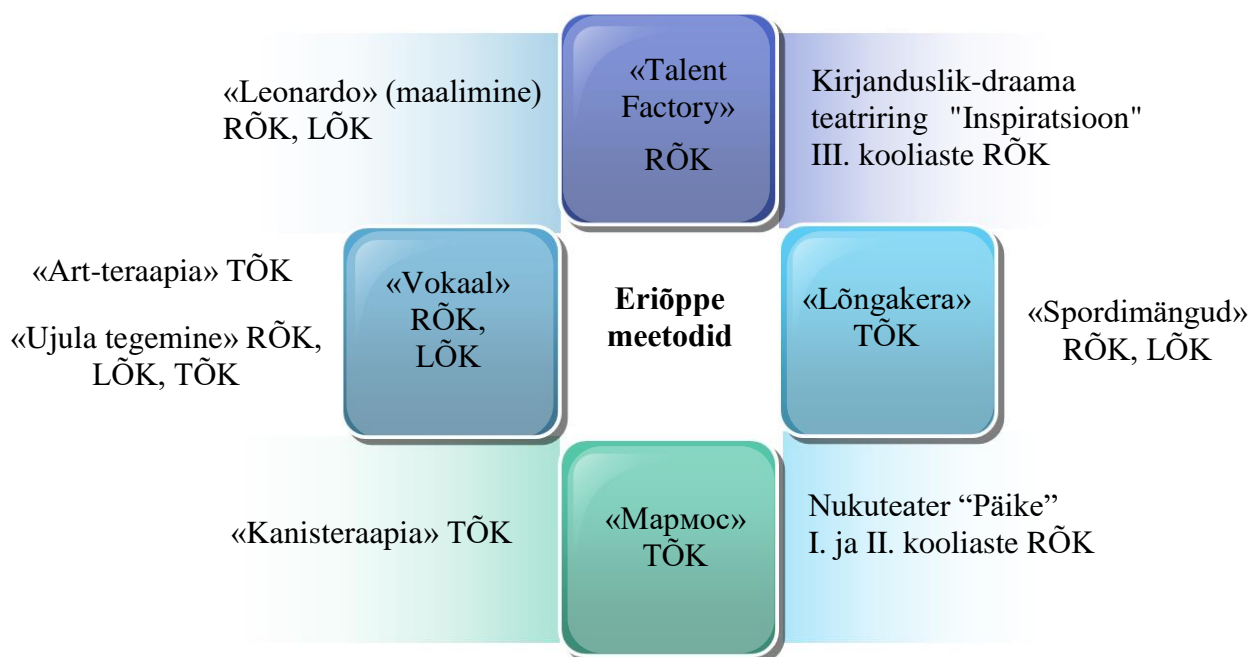 «Leonardo» (maalimine)
RÕK, LÕK
«Talent
Factory»
RÕK
Kirjanduslik-draama
teatriring "Inspiratsioon"
III. kooliaste RÕK
«Art-teraapia» TÕK
«Ujula tegemine» RÕK,
LÕK, TÕK
«Vokaal»
RÕK,
LÕK
Eriõppe
meetodid
«Lõngakera»
TÕK
«Spordimängud»
RÕK, LÕK
«Kanisteraapia» TÕK
«Мармос»
TÕK
Nukuteater “Päike”
I. ja II. kooliaste RÕK